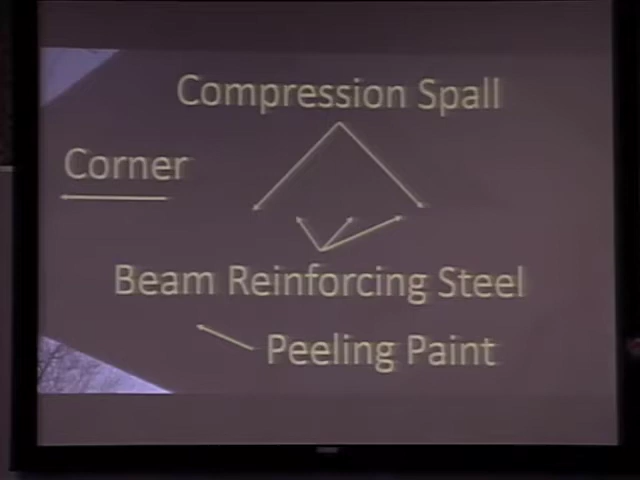 Compression Spall
Corner
Beam Reinforcing Steel
Peeling Paint